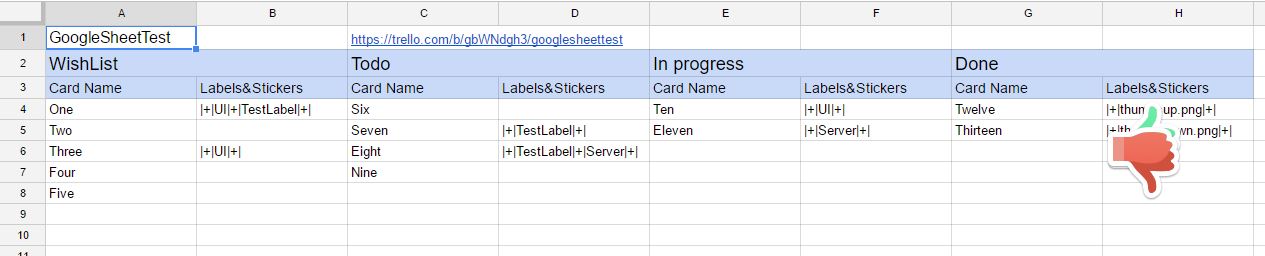 A B C D E F G H
1 GoogleSheetTest https://trello.com/b/gbWNdgh3/googlesheettest
2 WishList Todo In progress Done
3 Card Name Labels&Stickers Card Name Labels&Stickers Card Name Labels&Stickers Card Name Labels&Stickers
4 One |+|UI|+|TestLabel|+| Six Ten |+|UI|+| Twelve |+|thum up.png|+|
5 Two Seven |+|TestLabel|+| Eleven |+|Server|+| Thirteen |+|th wn.png|+|
6 Three |+|UI|+| Eight |+|TestLabel|+|Server|+|
7 Four Nine
8 Five
9
10
11